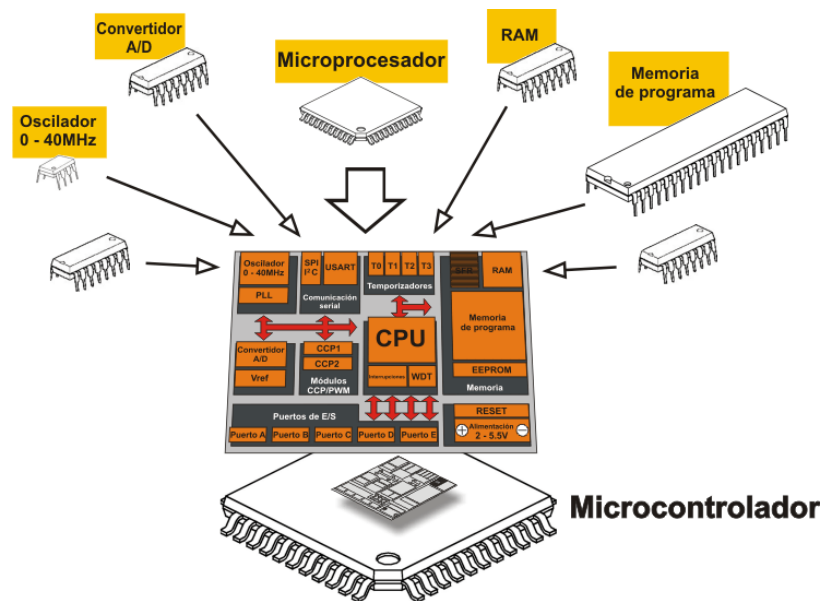 Convertidor
A/D
Microprocesador
RAM
Memoria
de programa
Oscilador
0 - 40MHz
Oscilador
0 - 40MHz
PLL
SPI
I²C
USART
Comunicación
serial
T0
T1
T2
T3
Temporizadores
SFR
RAM
Memoria
de programa
EEPROM
Memoria
CPU
Interrupciones
WDT
Convertidor
A/D
Vref
CCP1
CCP2
Módulos
CCP/PWM
Puertos de E/S
Puerto A
Puerto B
Puerto C
Puerto D
Puerto E
RESET
Alimentación
+ 2 - 5.5V -
Microcontrolador